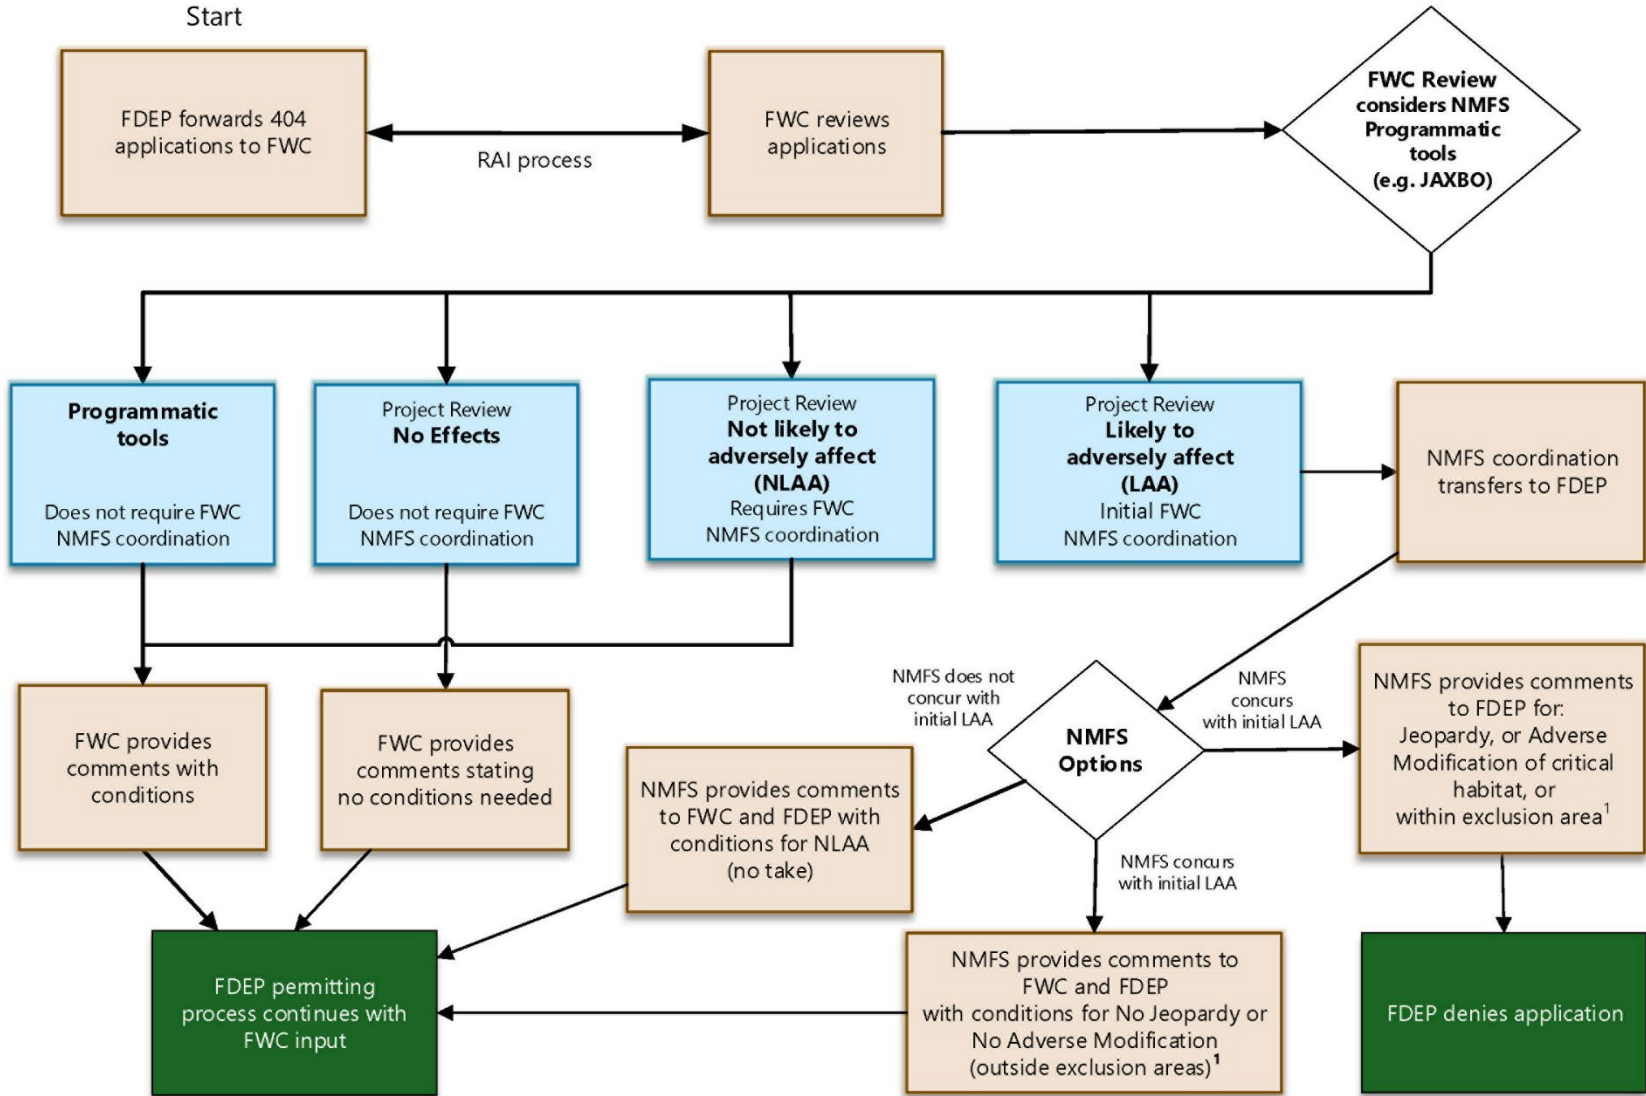 Start
FDEP forwards 404
applications to FWC
RAI process
FWC reviews
applications
FWC Review
considers NMFS
Programmatic
tools
(e.g. JAXBO)
Programmatic
tools
Does not require FWC
NMFS coordination
Project Review
No Effects
Does not require FWC
NMFS coordination
Project Review
Not likely to
adversely affect
(NLAA)
Requires FWC
NMFS coordination
Project Review
Likely to
adversely affect
(LAA)
Initial FWC
NMFS coordination
NMFS coordination
transfers to FDEP
FWC provides
comments with
conditions
FWC provides
comments stating
no conditions needed
NMFS does not
concur with
initial LAA
NMFS
concurs
with initial LAA
NMFS
Options
NMFS provides comments
to FDEP for:
Jeopardy, or Adverse
Modification of critical
habitat, or
within exclusion area¹
NMFS provides comments
to FWC and FDEP with
conditions for NLAA
(no take)
NMFS concurs
with initial LAA
FDEP permitting
process continues with
FWC input
NMFS provides comments to
FWC and FDEP
with conditions for No Jeopardy or
No Adverse Modification
(outside exclusion areas)¹
FDEP denies application